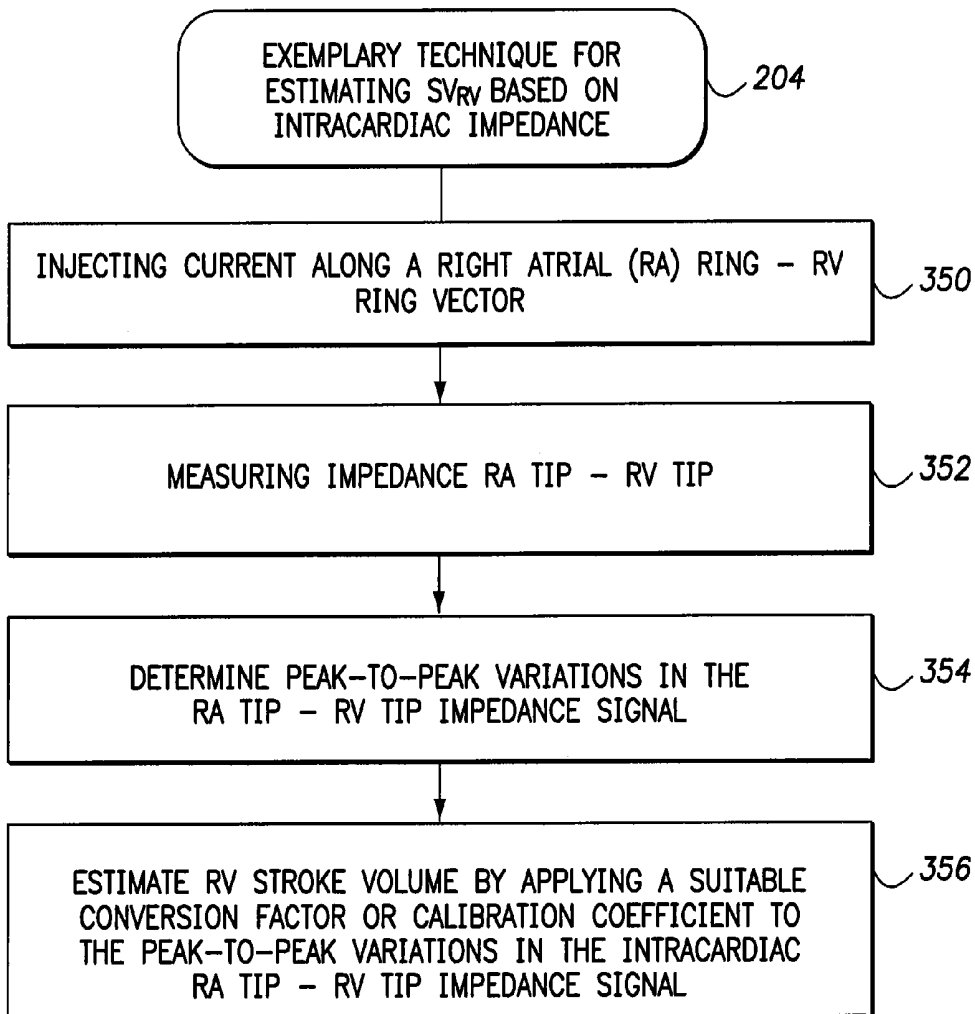 EXEMPLARY TECHNIQUE FOR
ESTIMATING SVRV BASED ON
INTRACARDIAC IMPEDANCE
204
INJECTING CURRENT ALONG A RIGHT ATRIAL (RA) RING – RV
RING VECTOR
350
MEASURING IMPEDANCE RA TIP – RV TIP
352
DETERMINE PEAK–TO–PEAK VARIATIONS IN THE
RA TIP – RV TIP IMPEDANCE SIGNAL
354
ESTIMATE RV STROKE VOLUME BY APPLYING A SUITABLE
CONVERSION FACTOR OR CALIBRATION COEFFICIENT TO
THE PEAK–TO–PEAK VARIATIONS IN THE INTRACARDIAC
RA TIP – RV TIP IMPEDANCE SIGNAL
356